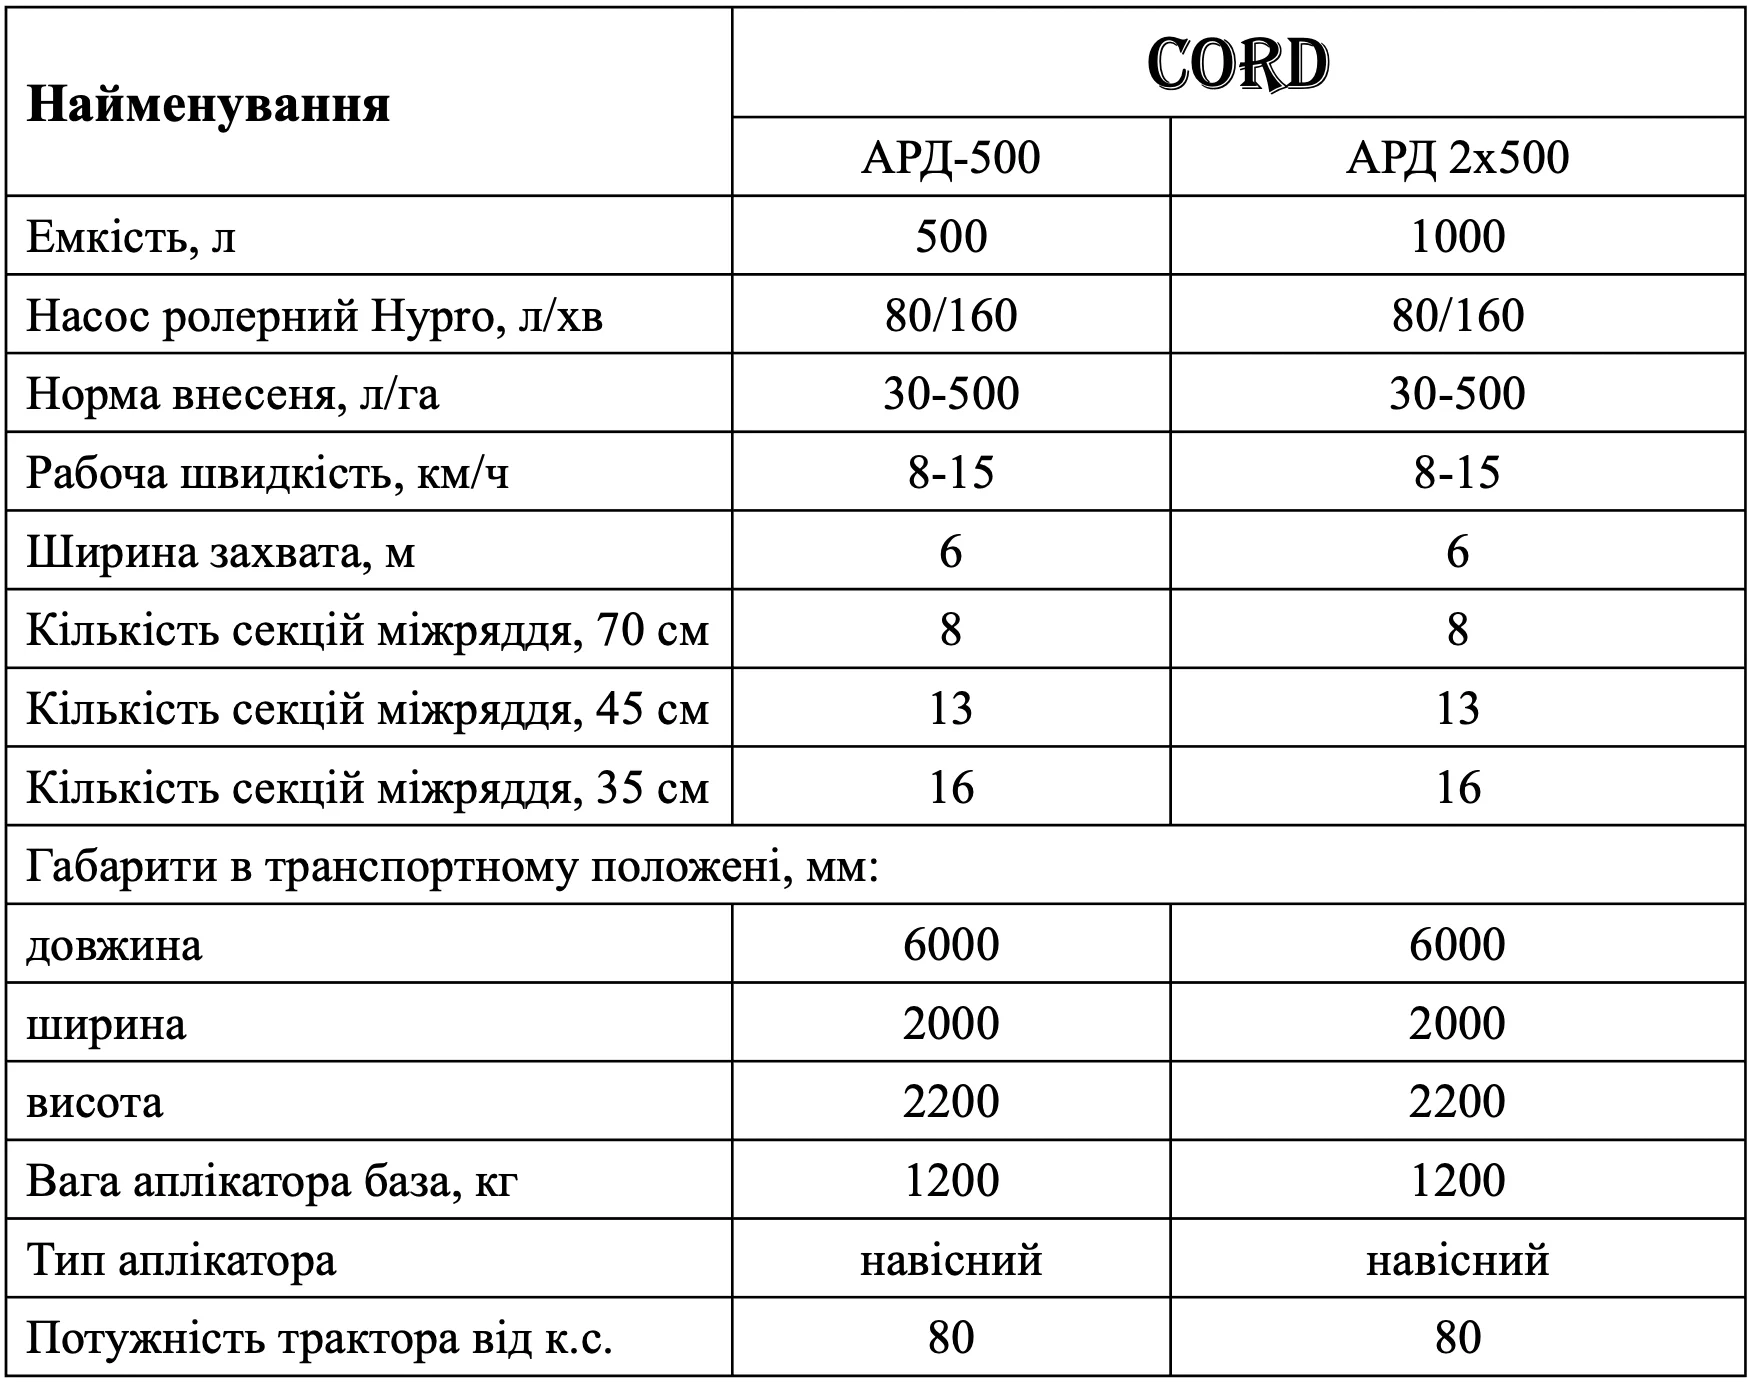 Найменування
CORD
АРД-500 АРД 2х500
Емкість, л 500 1000
Насос ролерний Hypro, л/хв 80/160 80/160
Норма внесеня, л/га 30-500 30-500
Рабоча швидкість, км/ч 8-15 8-15
Ширина захвата, м 6 6
Кількість секцій міжряддя, 70 см 8 8
Кількість секцій міжряддя, 45 см 13 13
Кількість секцій міжряддя, 35 см 16 16
Габарити в транспортному положені, мм:
довжина 6000 6000
ширина 2000 2000
висота 2200 2200
Вага аплікатора база, кг 1200 1200
Тип аплікатора навісний навісний
Потужність трактора від к.с. 80 80